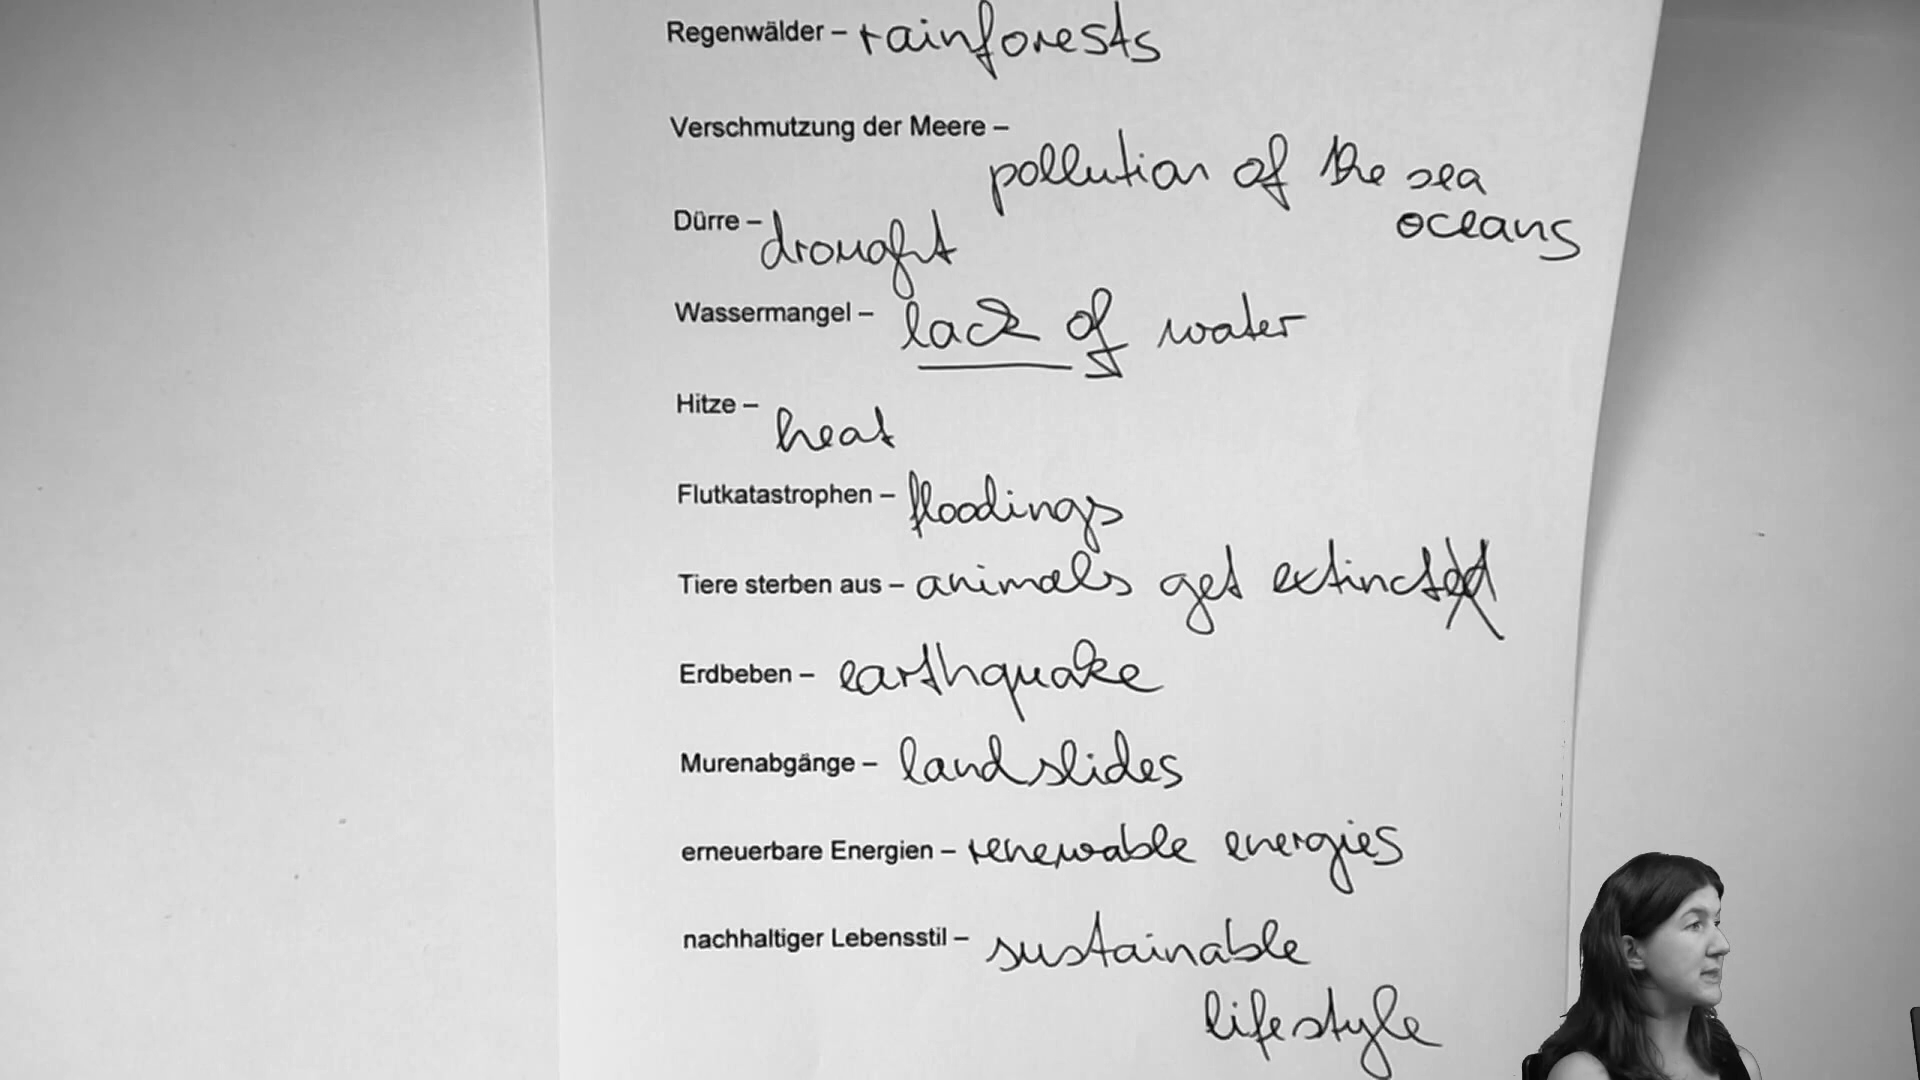 Regenwälder – rainforests
Verschmutzung der Meere –
pollution of the sea
oceans
Dürre – drought
Wassermangel – lack of water
Hitze – heat
Flutkatastrophen – floodings
Tiere sterben aus – animals get extinct
Erdbeben – earthquake
Murenabgänge – landslides
erneuerbare Energien – renewable energies
nachhaltiger Lebensstil – sustainable
lifestyle